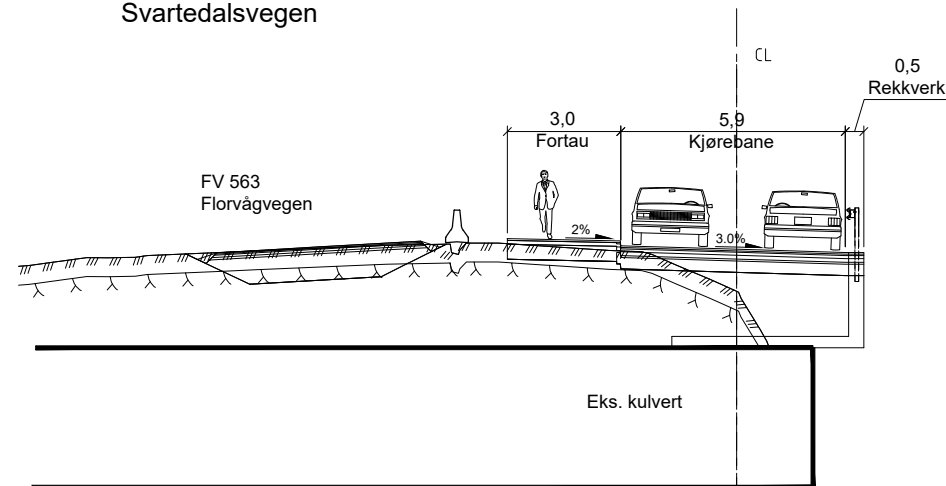 Svartedalsvegen
CL
0,5
Rekkverk
3,0
Fortau
5,9
Kjørebane
FV 563
Florvågvegen
2%
3.0%
Eks. kulvert